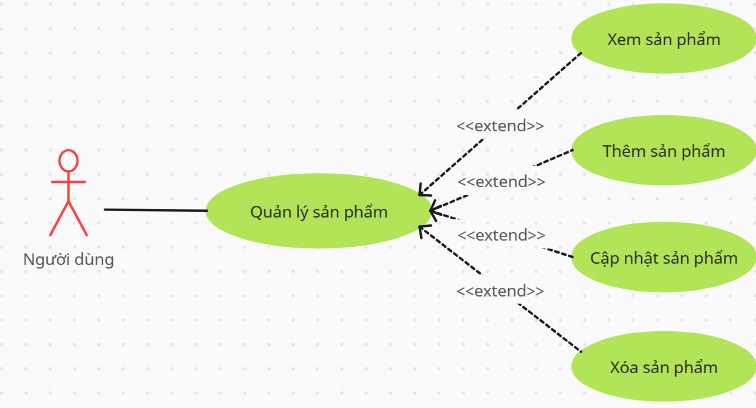 Xem sản phẩm
<<extend>>
Thêm sản phẩm
<<extend>>
Quản lý sản phẩm
<<extend>>
Người dùng
Cập nhật sản phẩm
<<extend>>
Xóa sản phẩm